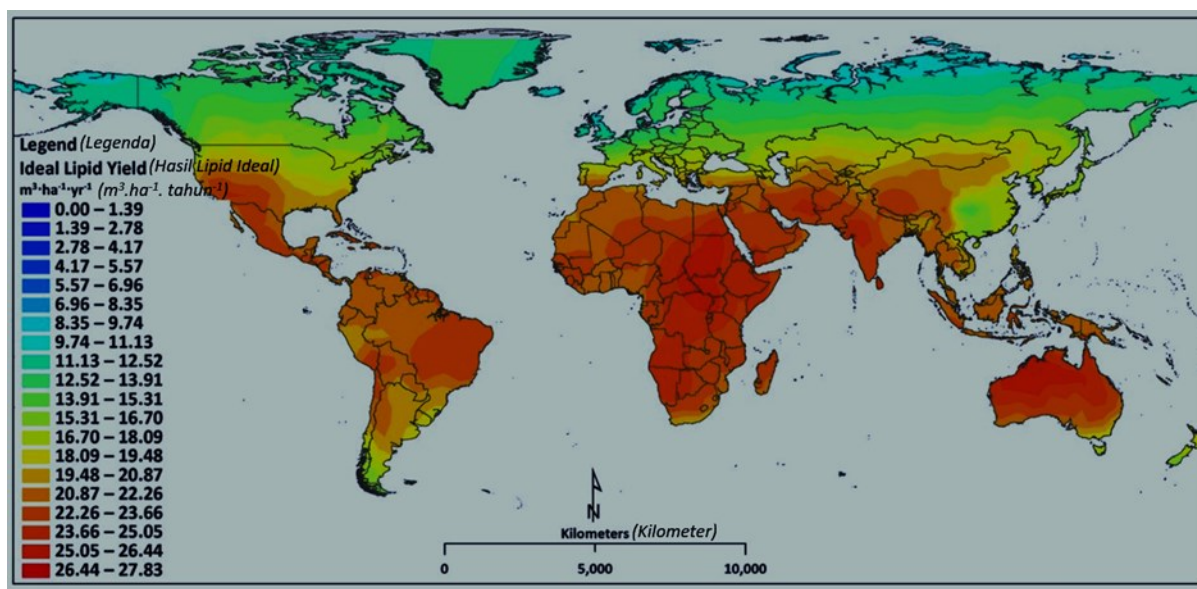 Legend (Legenda)
Ideal Lipid Yield (Hasil Lipid Ideal)
m³·ha⁻¹·yr⁻¹ (m³.ha⁻¹. tahun⁻¹)
0.00 – 1.39
1.39 – 2.78
2.78 – 4.17
4.17 – 5.57
5.57 – 6.96
6.96 – 8.35
8.35 – 9.74
9.74 – 11.13
11.13 – 12.52
12.52 – 13.91
13.91 – 15.31
15.31 – 16.70
16.70 – 18.09
18.09 – 19.48
19.48 – 20.87
20.87 – 22.26
22.26 – 23.66
23.66 – 25.05
25.05 – 26.44
26.44 – 27.83
N
Kilometers (Kilometer)
0 5,000 10,000